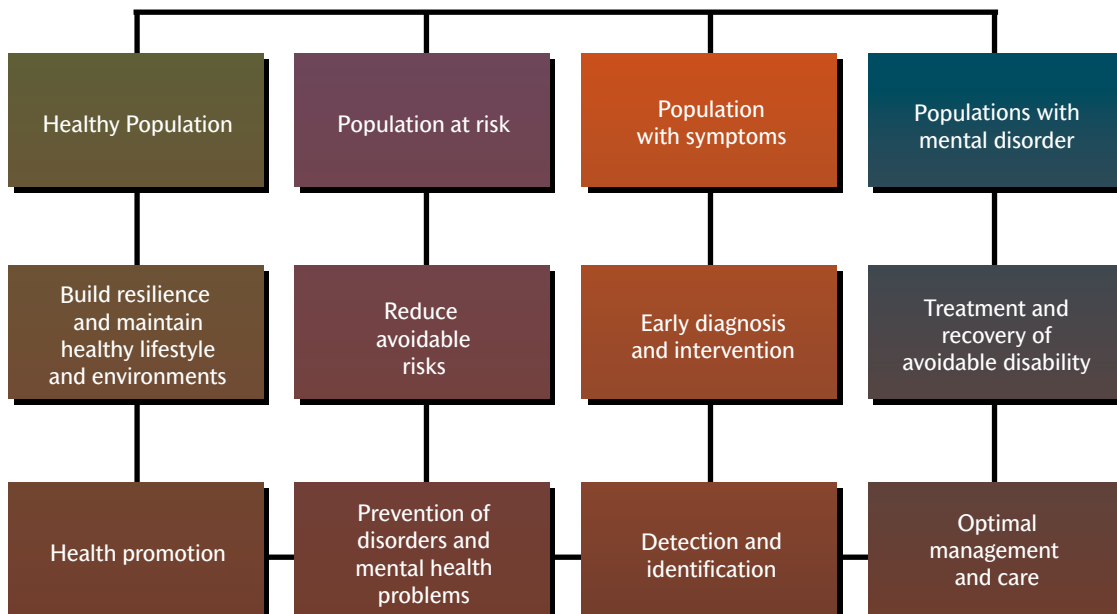 Healthy Population
Population at risk
Population
with symptoms
Populations with
mental disorder
Build resilience
and maintain
healthy lifestyle
and environments
Reduce
avoidable
risks
Early diagnosis
and intervention
Treatment and
recovery of
avoidable disability
Health promotion
Prevention of
disorders and
mental health
problems
Detection and
identification
Optimal
management
and care